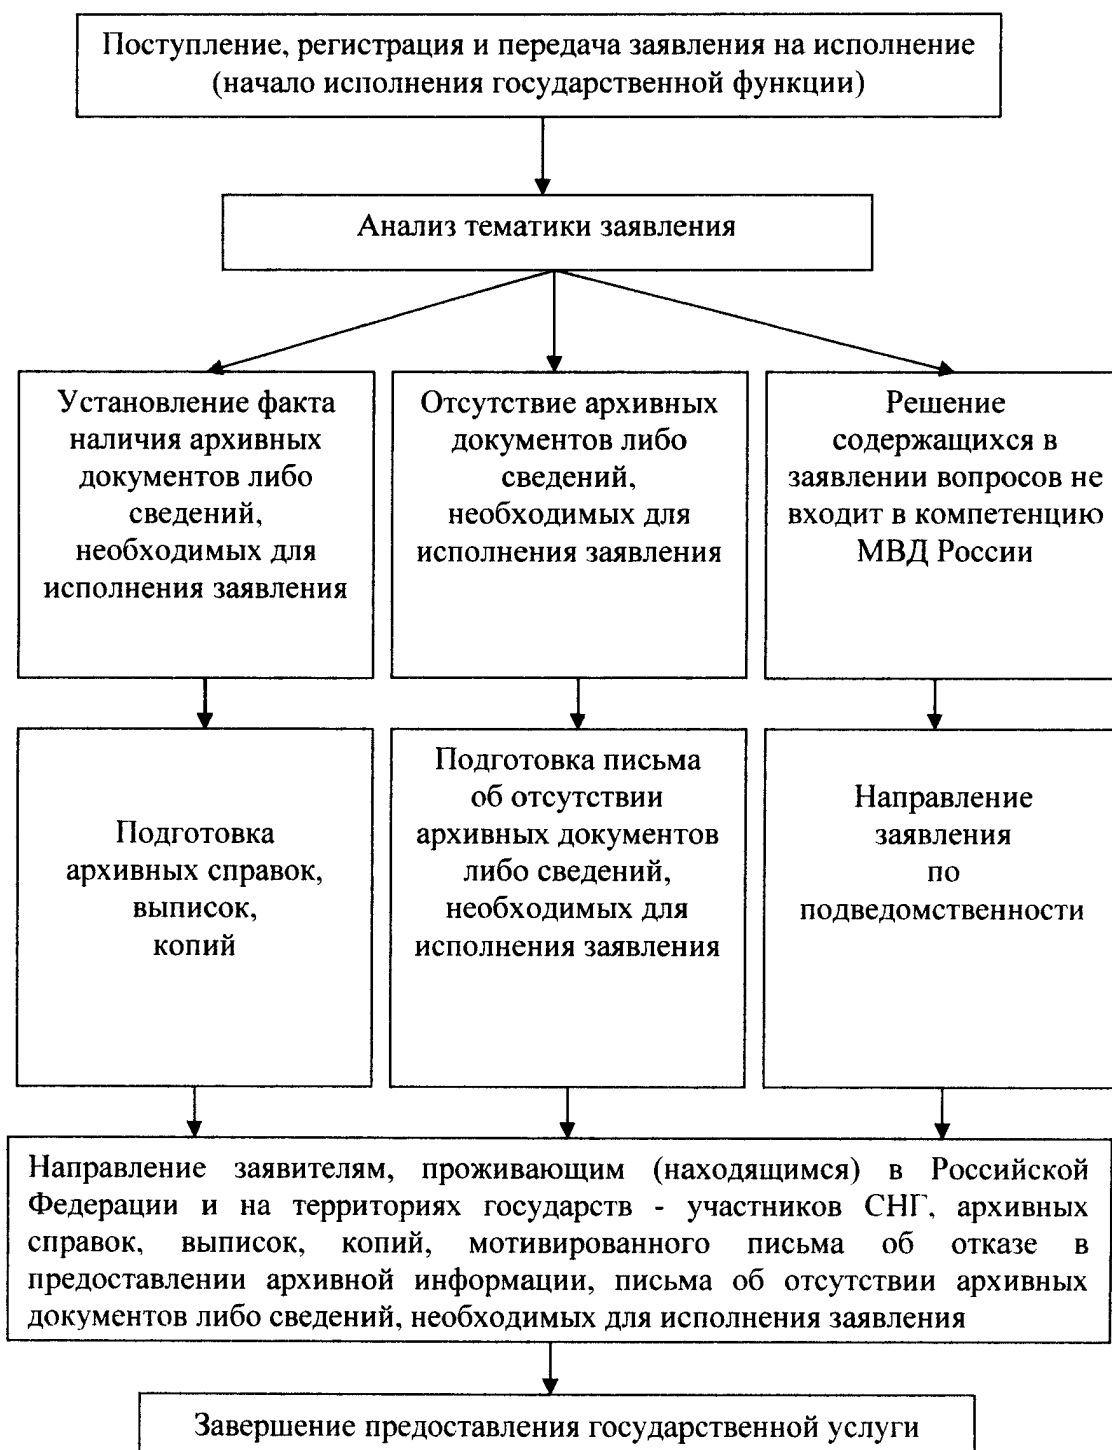 Поступление, регистрация и передача заявления на исполнение
(начало исполнения государственной функции)
Анализ тематики заявления
Установление факта
наличия архивных
документов либо
сведений,
необходимых для
исполнения заявления
Отсутствие архивных
документов либо
сведений,
необходимых для
исполнения заявления
Решение
содержащихся в
заявлении вопросов не
входит в компетенцию
МВД России
Подготовка
архивных справок,
выписок,
копий
Подготовка письма
об отсутствии
архивных документов
либо сведений,
необходимых для
исполнения заявления
Направление
заявления
по
подведомственности
Направление заявителям, проживающим (находящимся) в Российской
Федерации и на территориях государств - участников СНГ, архивных
справок, выписок, копий, мотивированного письма об отказе в
предоставлении архивной информации, письма об отсутствии архивных
документов либо сведений, необходимых для исполнения заявления
Завершение предоставления государственной услуги